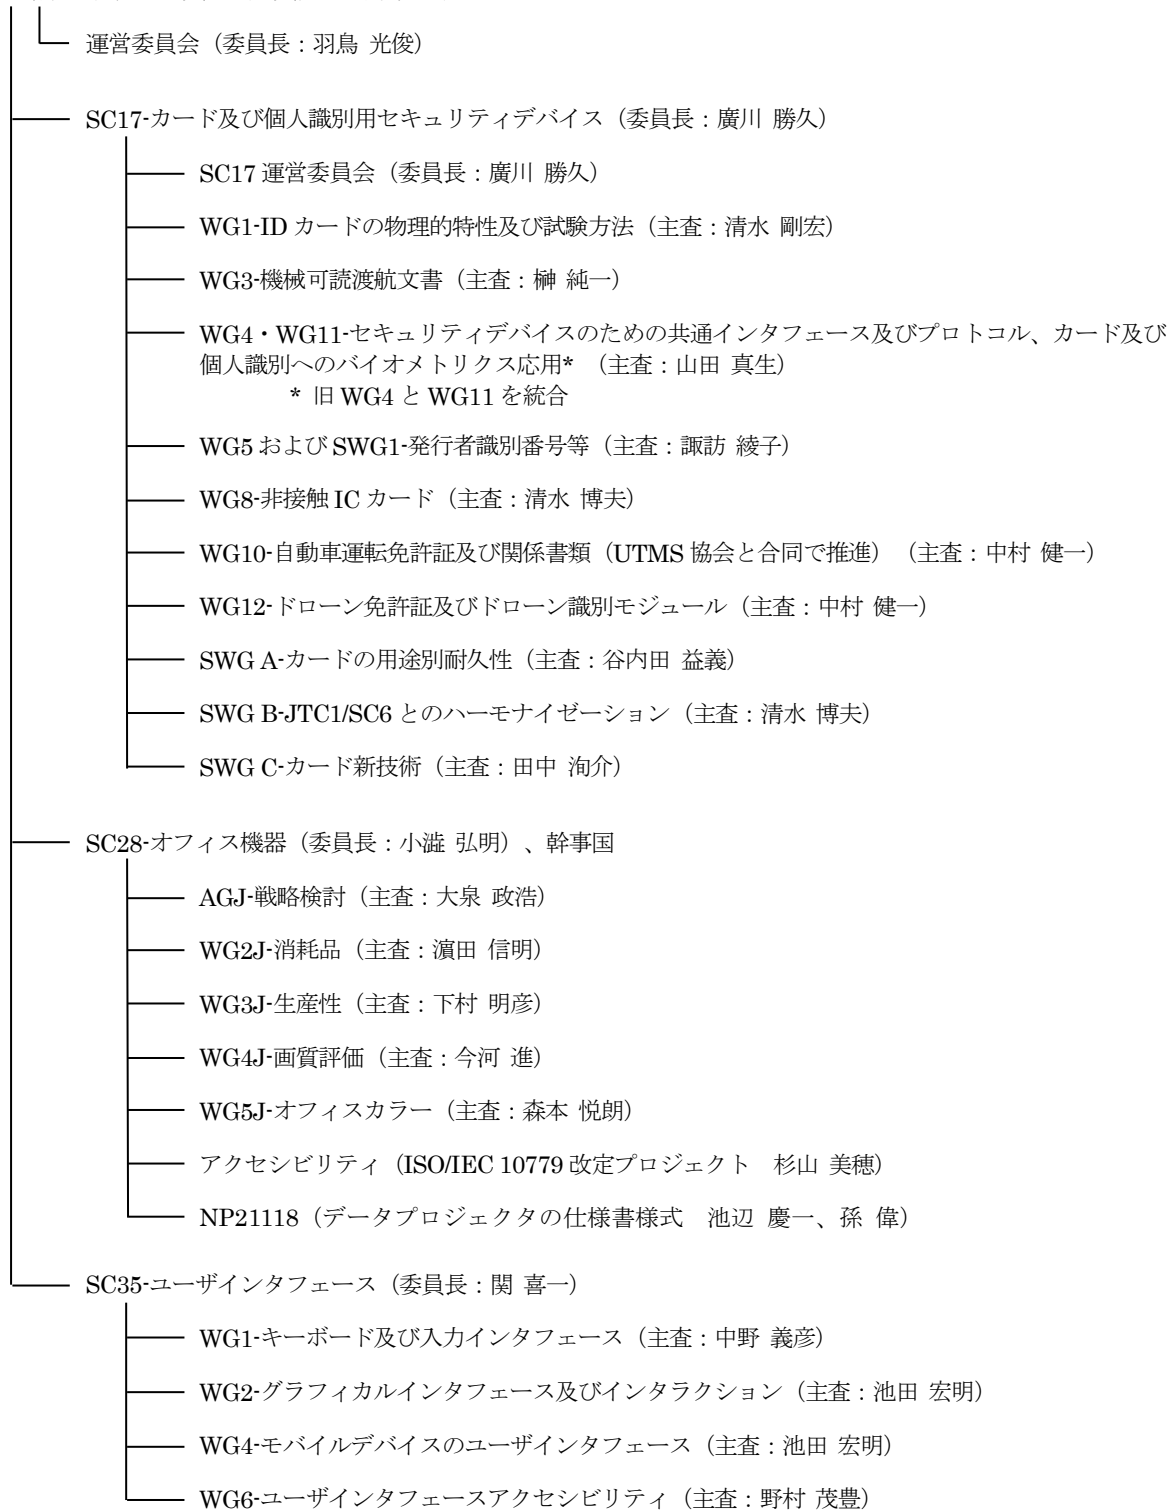 運営委員会（委員長：羽鳥 光俊）
SC17-カード及び個人識別用セキュリティデバイス（委員長：廣川 勝久）
SC17 運営委員会（委員長：廣川 勝久）
WG1-ID カードの物理的特性及び試験方法（主査：清水 剛宏）
WG3-機械可読渡航文書（主査：榊 純一）
WG4・WG11-セキュリティデバイスのための共通インタフェース及びプロトコル、カード及び
個人識別へのバイオメトリクス応用* （主査：山田 真生）
* 旧 WG4 と WG11 を統合
WG5 および SWG1-発行者識別番号等（主査：諏訪 綾子）
WG8-非接触 IC カード（主査：清水 博夫）
WG10-自動車運転免許証及び関係書類（UTMS 協会と合同で推進）（主査：中村 健一）
WG12-ドローン免許証及びドローン識別モジュール（主査：中村 健一）
SWG A-カードの用途別耐久性（主査：谷内田 益義）
SWG B-JTC1/SC6 とのハーモナイゼーション（主査：清水 博夫）
SWG C-カード新技術（主査：田中 洵介）
SC28-オフィス機器（委員長：小澁 弘明）、幹事国
AGJ-戦略検討（主査：大泉 政浩）
WG2J-消耗品（主査：濵田 信明）
WG3J-生産性（主査：下村 明彦）
WG4J-画質評価（主査：今河 進）
WG5J-オフィスカラー（主査：森本 悦朗）
アクセシビリティ（ISO/IEC 10779 改定プロジェクト　杉山 美穂）
NP21118（データプロジェクタの仕様書様式　池辺 慶一、孫 偉）
SC35-ユーザインタフェース（委員長：関 喜一）
WG1-キーボード及び入力インタフェース（主査：中野 義彦）
WG2-グラフィカルインタフェース及びインタラクション（主査：池田 宏明）
WG4-モバイルデバイスのユーザインタフェース（主査：池田 宏明）
WG6-ユーザインタフェースアクセシビリティ（主査：野村 茂豊）